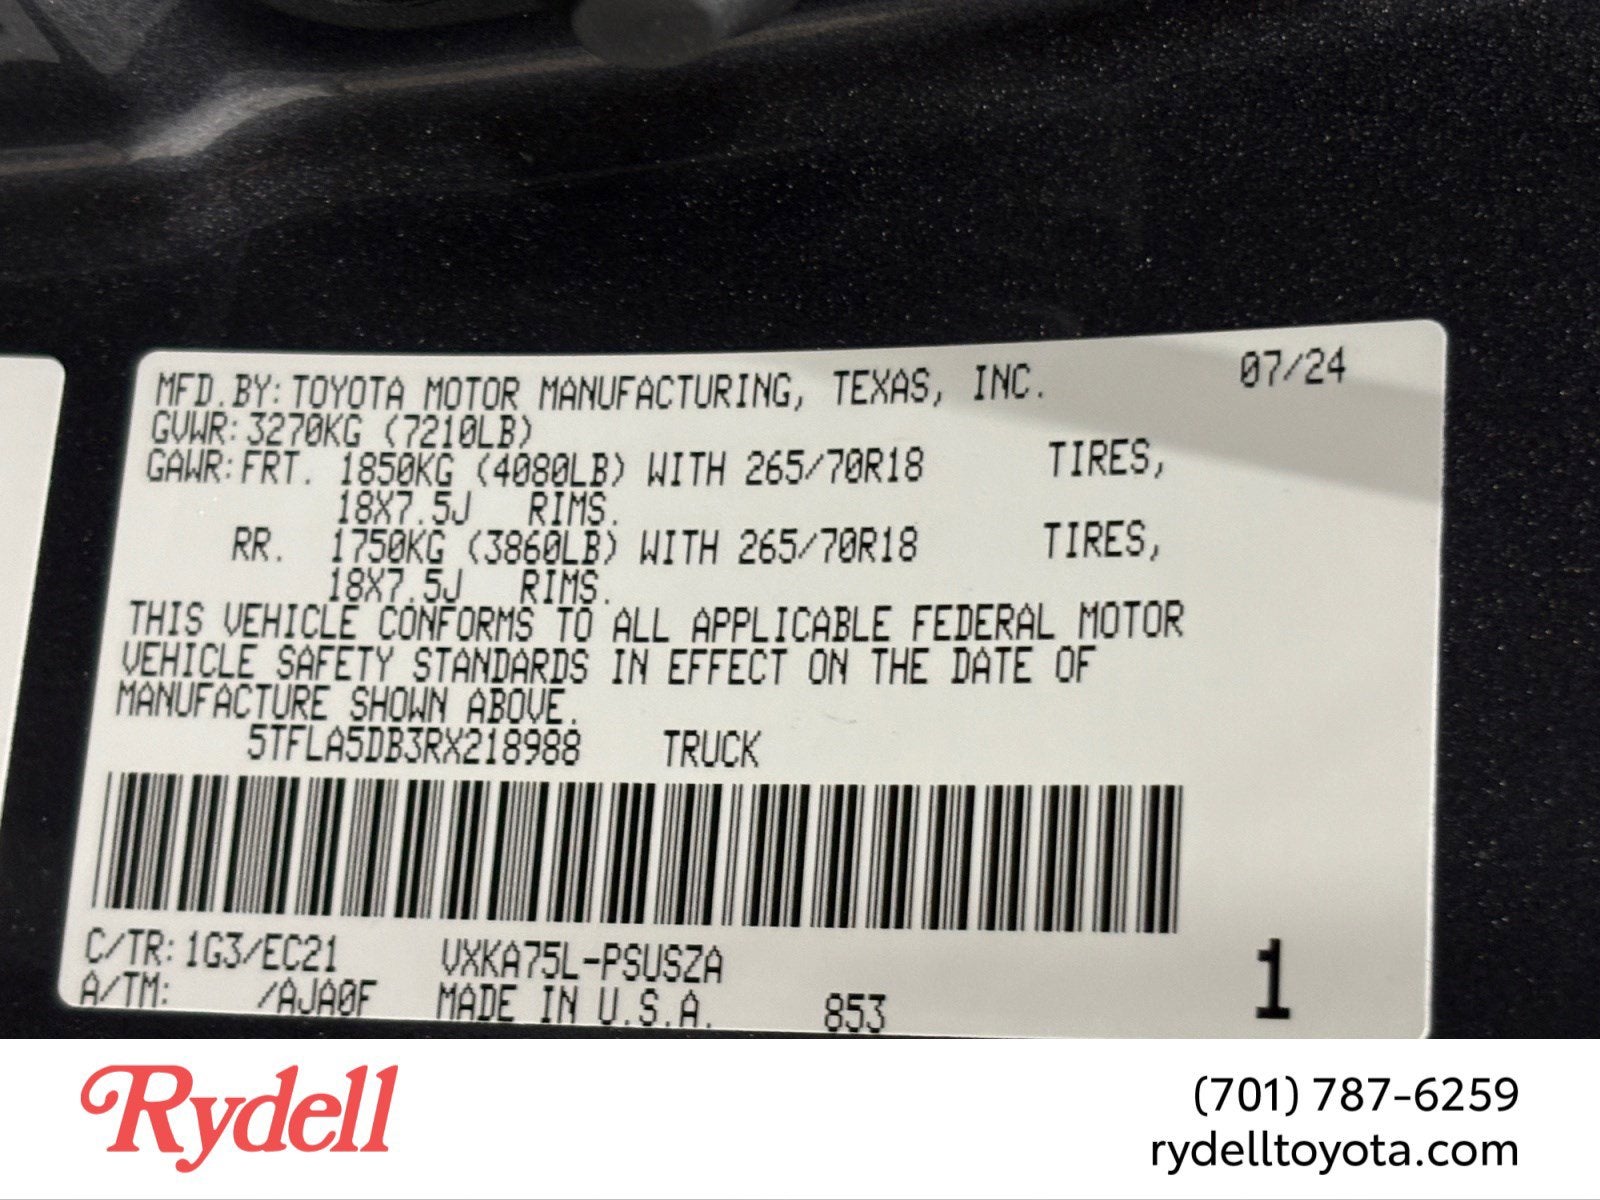 MFD.BY: TOYOTA MOTOR MANUFACTURING, TEXAS, INC. 07/24
GVWR: 3270KG (7210LB)
GAWR: FRT. 1850KG (4080LB) WITH 265/70R18 TIRES,
18X7.5J RIMS.
RR. 1750KG (3860LB) WITH 265/70R18 TIRES,
18X7.5J RIMS.
THIS VEHICLE CONFORMS TO ALL APPLICABLE FEDERAL MOTOR
VEHICLE SAFETY STANDARDS IN EFFECT ON THE DATE OF
MANUFACTURE SHOWN ABOVE.
5TFLA5DB3RX218988 TRUCK
C/TR: 1G3/EC21 VXKA75L-PSUSZA
A/TM: /AJA0F MADE IN U.S.A. 853 1
Rydell
(701) 787-6259
rydelltoyota.com